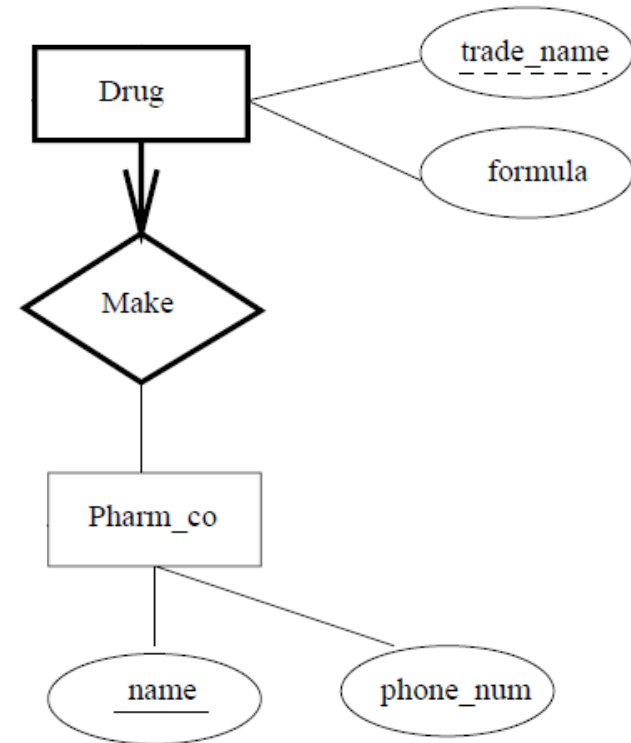 trade_name
Drug
formula
Make
Pharm_co
name
phone_num